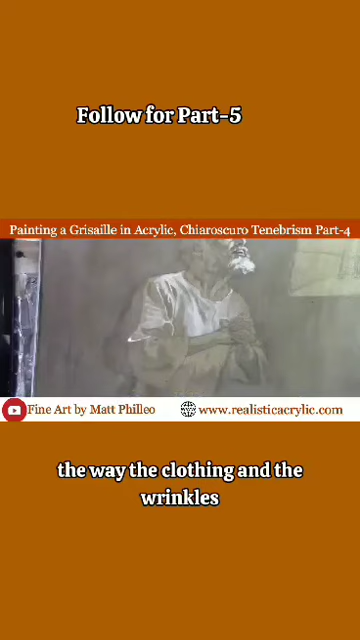 Follow for Part-5
Painting a Grisaille in Acrylic, Chiaroscuro Tenebrism Part-4
Fine Art by Matt Philleo
www.realisticacrylic.com
the way the clothing and the
wrinkles